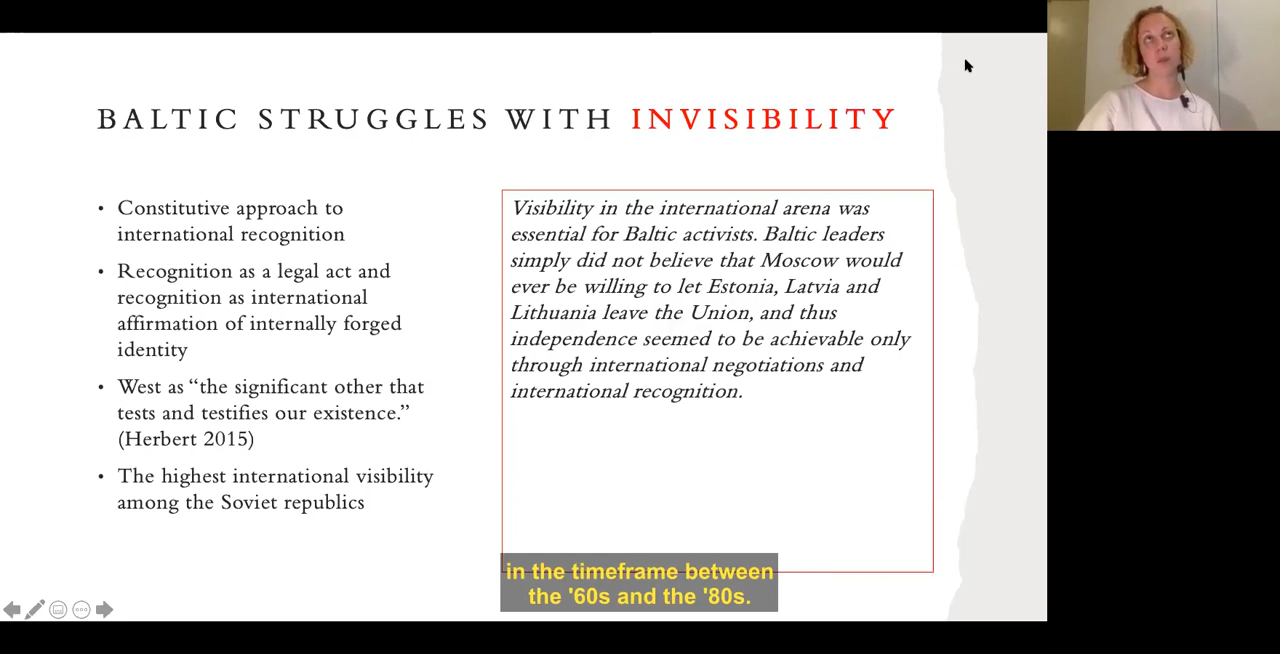 BALTIC STRUGGLES WITH INVISIBILITY
• Constitutive approach to
international recognition
• Recognition as a legal act and
recognition as international
affirmation of internally forged
identity
• West as “the significant other that
tests and testifies our existence.”
(Herbert 2015)
• The highest international visibility
among the Soviet republics
Visibility in the international arena was
essential for Baltic activists. Baltic leaders
simply did not believe that Moscow would
ever be willing to let Estonia, Latvia and
Lithuania leave the Union, and thus
independence seemed to be achievable only
through international negotiations and
international recognition.
in the timeframe between
the '60s and the '80s.